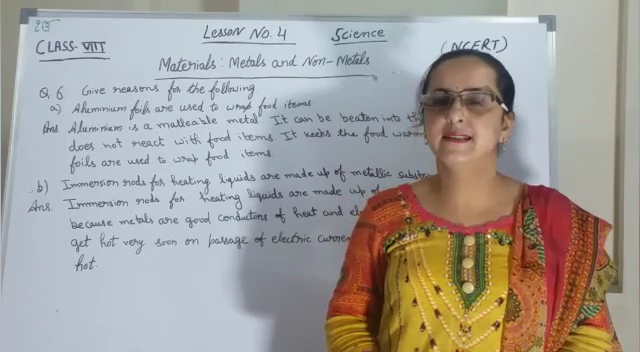 ੴ
LESSON NO. 4 SCIENCE
CLASS-VIII (NCERT)
Materials: Metals and Non-Metals
Q.6 Give reasons for the following
a) Aluminium foils are used to wrap food items
Ans Aluminium is a malleable metal. It can be beaten into
does not react with food items. It keeps the food warm
foils are used to wrap food items.
b) Immersion rods for heating liquids are made up of metallic
Ans. Immersion rods for heating liquids are made up of
because metals are good conductors of heat and
get hot very soon on passage of electric
hot.